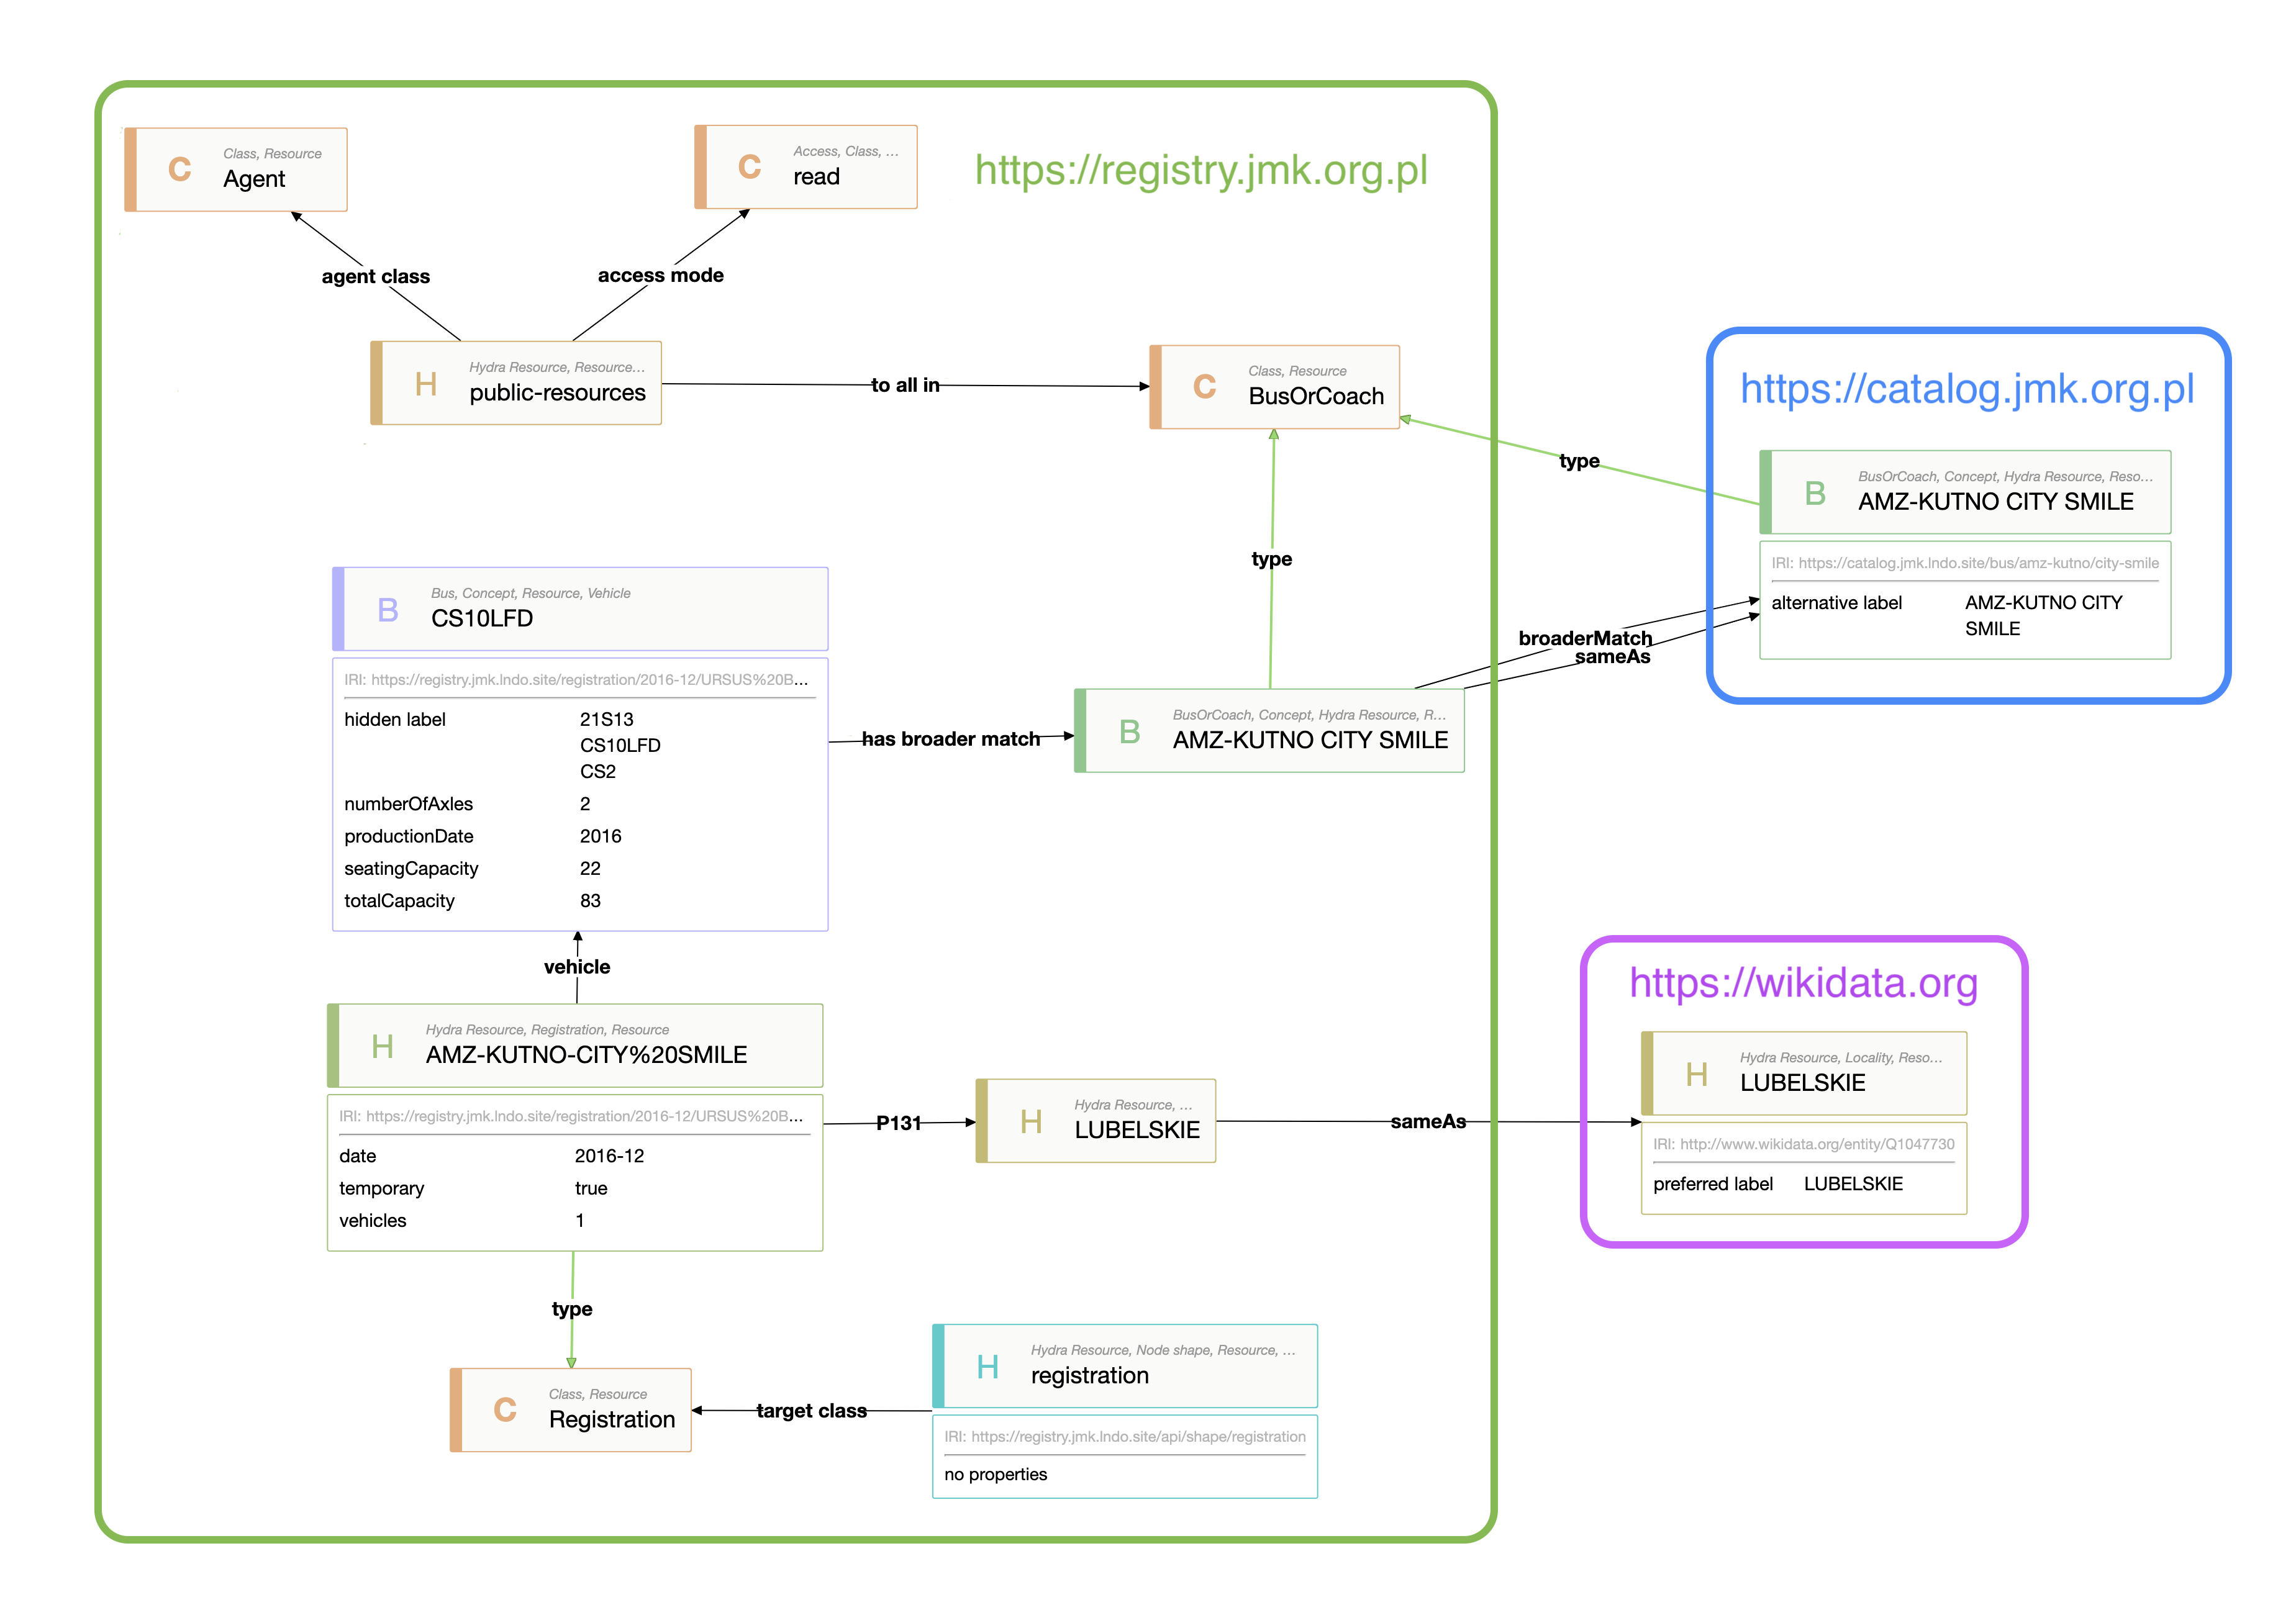 https://registry.jmk.org.pl
C
Class, Resource
Agent
C
Access, Class, ...
read
agent class
access mode
H
Hydra Resource, Resource...
public-resources
to all in
C
Class, Resource
BusOrCoach
https://catalog.jmk.org.pl
type
B
BusOrCoach, Concept, Hydra Resource, Reso...
AMZ-KUTNO CITY SMILE
IRI: https://catalog.jmk.lndo.site/bus/amz-kutno/city-smile
alternative label AMZ-KUTNO CITY
SMILE
type
B
Bus, Concept, Resource, Vehicle
CS10LFD
IRI: https://registry.jmk.lndo.site/registration/2016-12/URSUS%20B...
hidden label 21S13
CS10LFD
CS2
numberOfAxles 2
productionDate 2016
seatingCapacity 22
totalCapacity 83
broaderMatch
sameAs
has broader match
B
BusOrCoach, Concept, Hydra Resource, R...
AMZ-KUTNO CITY SMILE
vehicle
H
Hydra Resource, Registration, Resource
AMZ-KUTNO-CITY%20SMILE
IRI: https://registry.jmk.lndo.site/registration/2016-12/URSUS%20B...
date 2016-12
temporary true
vehicles 1
P131
H
Hydra Resource, ...
LUBELSKIE
sameAs
https://wikidata.org
H
Hydra Resource, Locality, Reso...
LUBELSKIE
IRI: http://www.wikidata.org/entity/Q1047730
preferred label LUBELSKIE
type
C
Class, Resource
Registration
target class
H
Hydra Resource, Node shape, Resource, ...
registration
IRI: https://registry.jmk.lndo.site/api/shape/registration
no properties